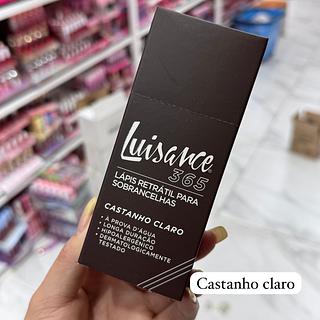 Luisance
365
LÁPIS RETRÁTIL PARA
SOBRANCELHAS
CASTANHO CLARO
• À PROVA D'ÁGUA
• LONGA DURAÇÃO
• HIPOALERGÊNICO
• DERMATOLOGICAMENTE
TESTADO
Castanho claro